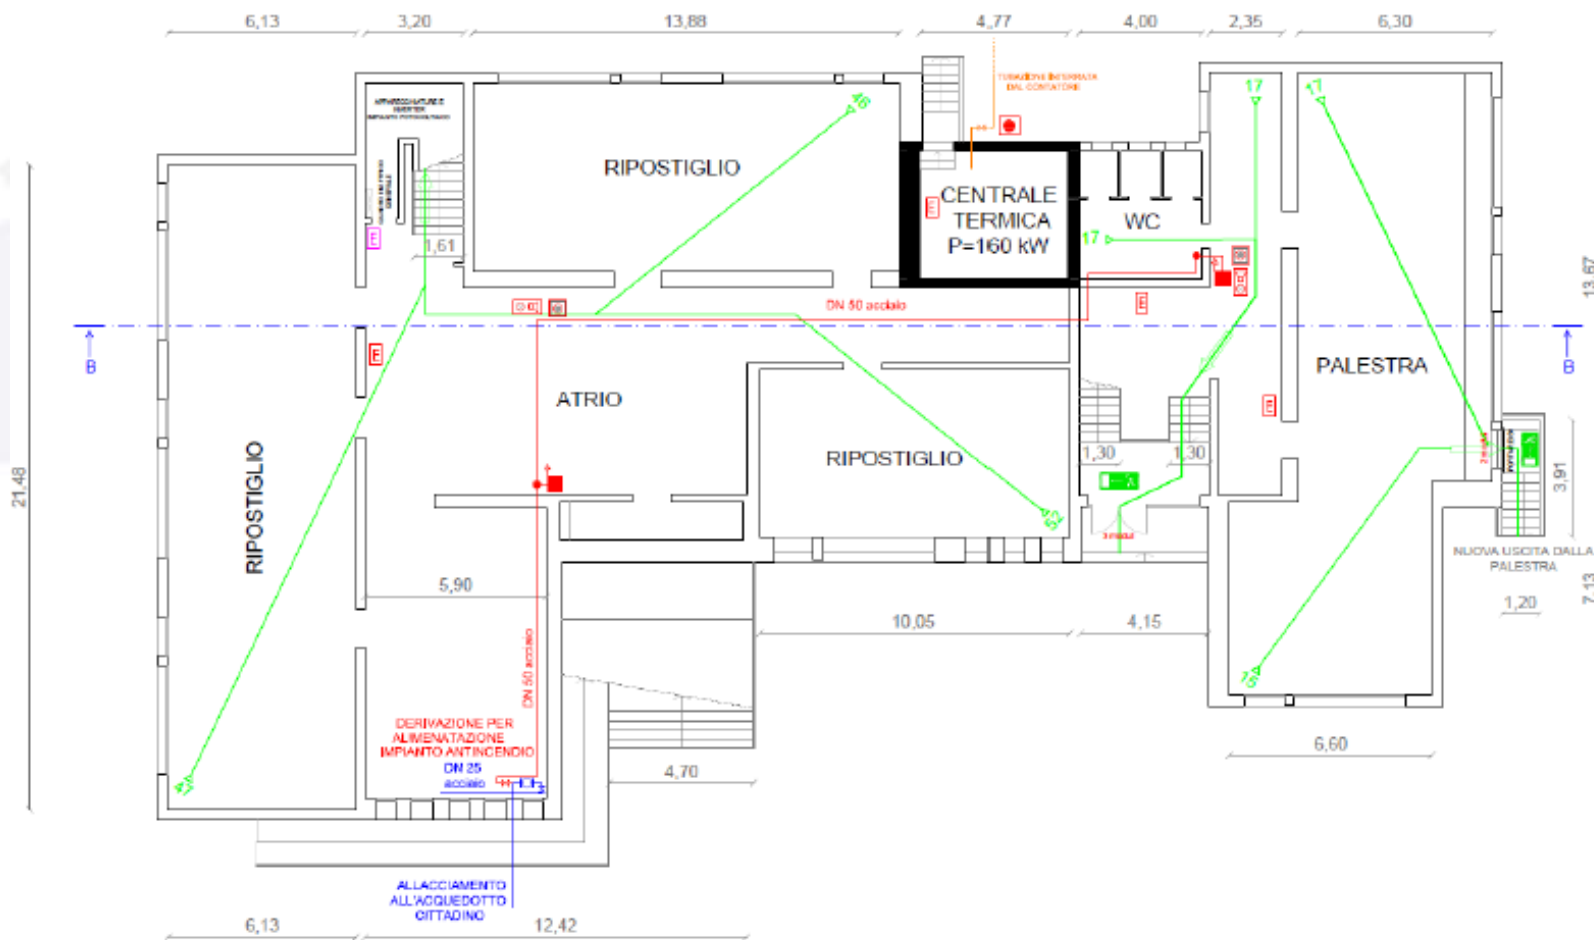 6,13
3,20
13,88
4,77
4,00
2,35
6,30
TUBAZIONE INTERRATA
DAL CONTATORE
17
17
46
RIPOSTIGLIO
CENTRALE
TERMICA
P=160 kW
WC
17
E
E
1,61
DN 50 acciaio
E
13,67
B
E
PALESTRA
B
ATRIO
E
RIPOSTIGLIO
RIPOSTIGLIO
1,30
1,30
21,48
3,91
52
NUOVA USCITA DALLA
PALESTRA
5,90
1,20
7,13
10,05
4,15
DN 50 acciaio
15
DERIVAZIONE PER
ALIMENATAZIONE
IMPIANTO ANTINCENDIO
DN 25
acciaio
4,70
6,60
ALLACCIAMENTO
ALL'ACQUEDOTTO
CITTADINO
6,13
12,42